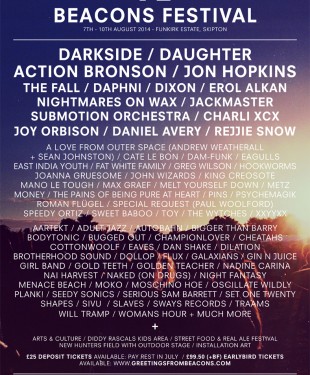 BEACONS FESTIVAL
7TH - 10TH AUGUST 2014 - FUNKIRK ESTATE, SKIPTON
DARKSIDE / DAUGHTER
ACTION BRONSON / JON HOPKINS
THE FALL / DAPHNI / DIXON / EROL ALKAN
NIGHTMARES ON WAX / JACKMASTER
SUBMOTION ORCHESTRA / CHARLI XCX
JOY ORBISON / DANIEL AVERY / REJJIE SNOW
A LOVE FROM OUTER SPACE (ANDREW WEATHERALL
+ SEAN JOHNSTON) / CATE LE BON / DAM-FUNK / EAGULLS
EAST INDIA YOUTH / FAT WHITE FAMILY / GREG WILSON / HOOKWORMS
JOANNA GRUESOME / JOHN WIZARDS / KING CREOSOTE
MANO LE TOUGH / MAX GRAEF / MELT YOURSELF DOWN / METZ
MONEY / THE PAINS OF BEING PURE AT HEART / PINS / PSYCHEMAGIK
ROMAN FLÜGEL / SPECIAL REQUEST (PAUL WOOLFORD)
SPEEDY ORTIZ / SWEET BABOO / TOY / THE WYTCHES / XXYYXX
AARTEKT / ADULT JAZZ / AUTOBAHN / BIGGER THAN BARRY
BODYTONIC / BUGGED OUT / CHAMPIONLOVER / CHEATAHS
COTTONWOOLF / EAVES / DAN SHAKE / DILATION
BROTHERHOOD SOUND / DOLLOP / FLUX / GALAXIANS / GIN N JUICE
GIRL BAND / GOLD TEETH / GOLDEN TEACHER / NADINE CARINA
NAI HARVEST / NAKED (ON DRUGS) / NIGHT FANTASY
MENACE BEACH / MOKO / MOSCHINO HOE / OSCILLATE WILDLY
PLANK! / SEEDY SONICS / SERIOUS SAM BARRETT / SET ONE TWENTY
SHAPES / SIVU / SLAVES / SWAYS RECORDS / TRAAMS
WILL TRAMP / WOMANS HOUR + MUCH MORE
+
ARTS & CULTURE / DIDDY RASCALS KIDS AREA / STREET FOOD & REAL ALE FESTIVAL
NEW HUNTERS FIELD WITH OUTDOOR STAGE / INSTALLATION ART
£25 DEPOSIT TICKETS AVAILABLE: PAY REST IN JULY / £99.50 (+BF) EARLYBIRD TICKETS
AVAILABLE: WWW.GREETINGSFROMBEACONS.COM